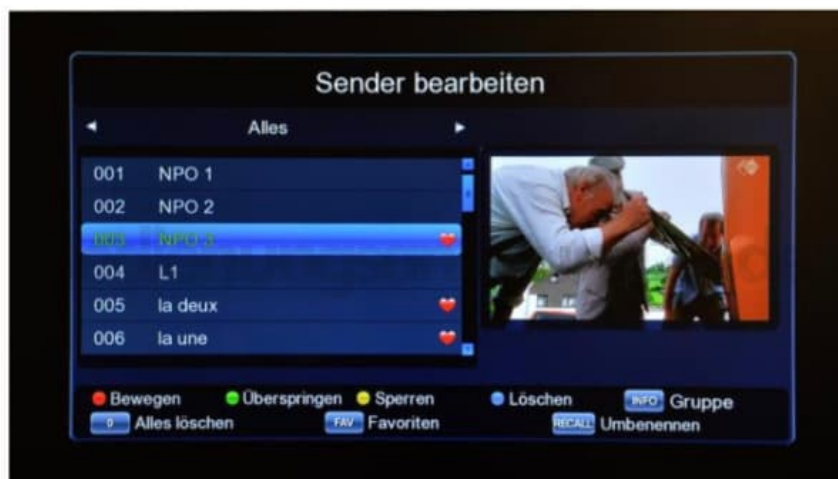 Sender bearbeiten
Alles
001 NPO 1
002 NPO 2
003 NPO 3
004 L1
005 la deux
006 la une
Bewegen Überspringen Sperren Löschen INFO Gruppe
0 Alles löschen FAV Favoriten RECALL Umbenennen